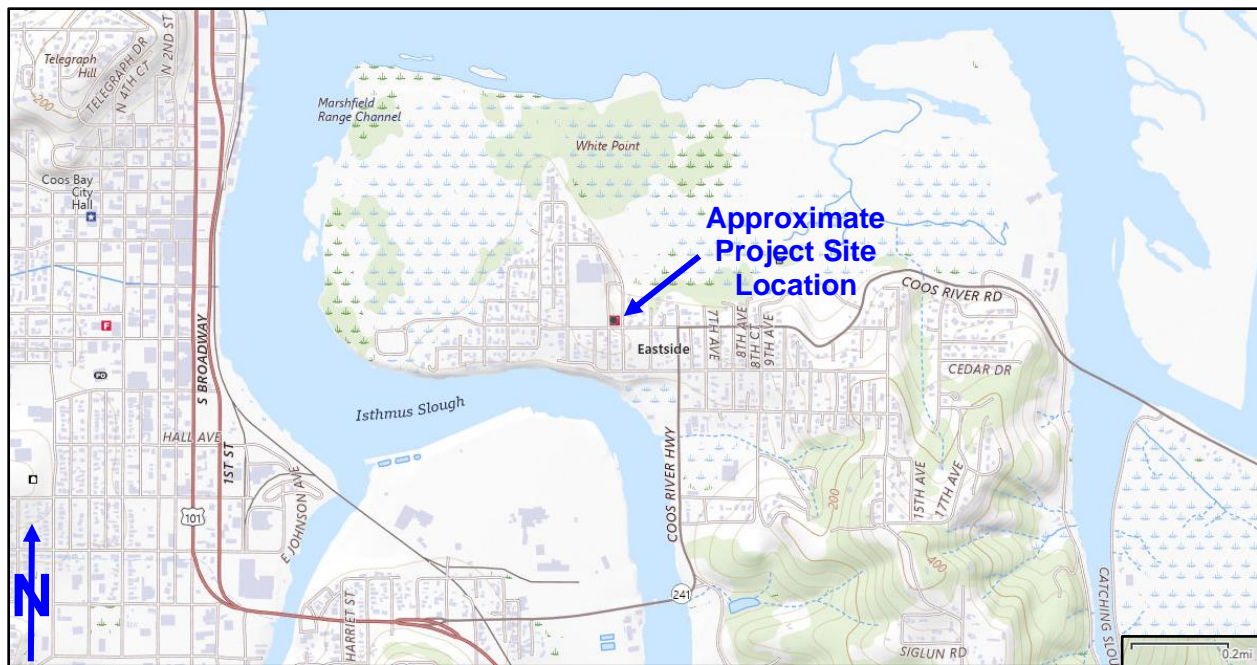 Telegraph
Hill
TELEGRAPH DR
N 4TH CT
N 2ND ST
200
Marshfield
Range Channel
White Point
Coos Bay
City
Hall
Approximate
Project Site
Location
COOS RIVER RD
F
7TH AVE
8TH AVE
8TH CT
9TH AVE
Eastside
S BROADWAY
PO
CEDAR DR
Isthmus Slough
HALL AVE
1ST ST
COOS RIVER HWY
15TH AVE
17TH AVE
200
101
E JOHNSON AVE
400
N
241
HARRIET ST
CATCHING SLOU
SIGLUN RD
0.2mi